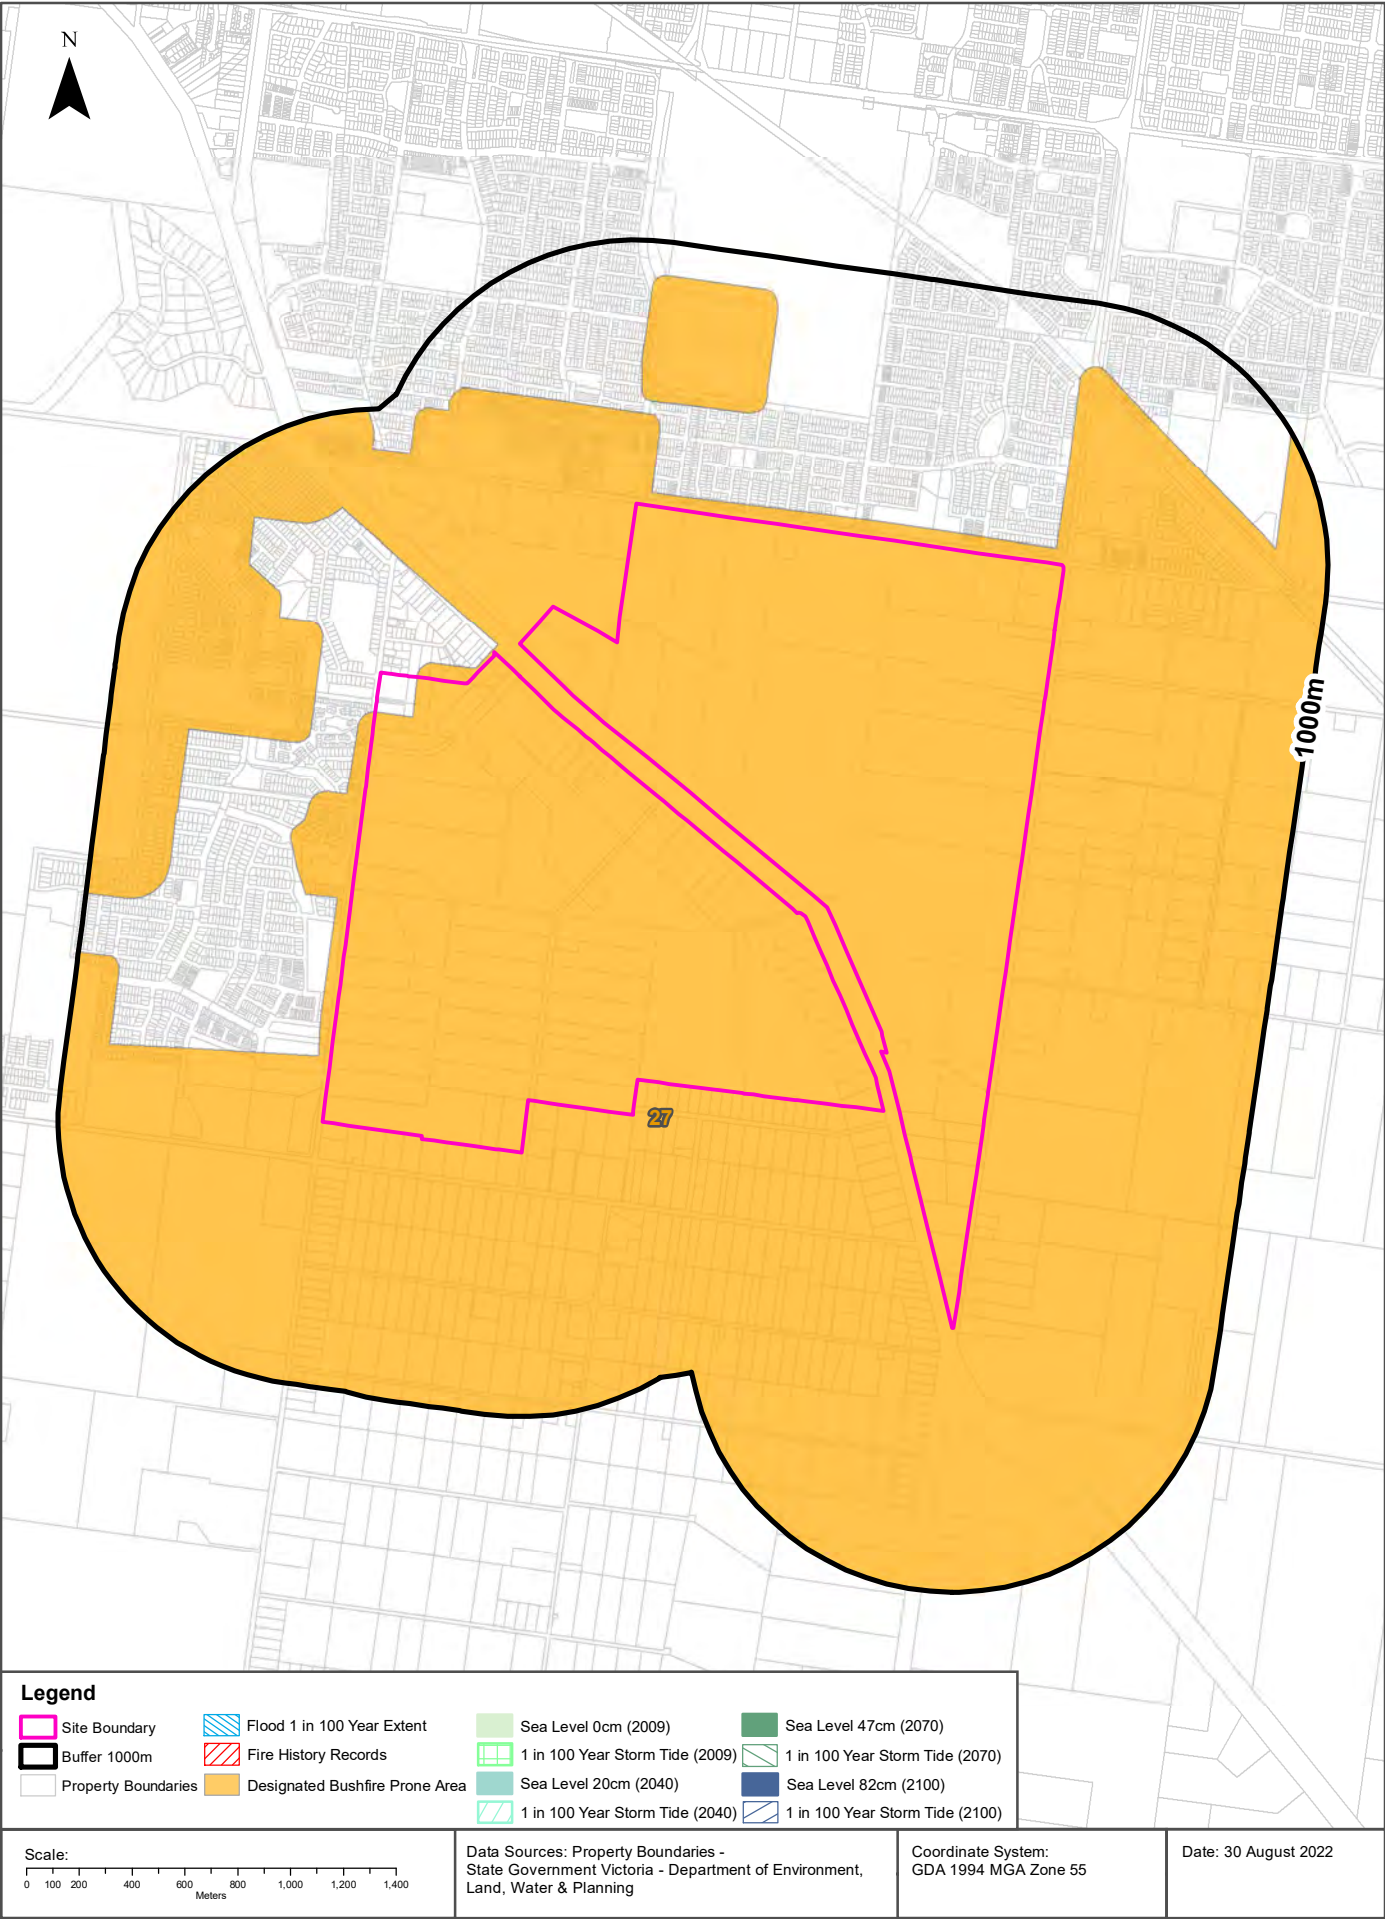 N
1000m
27
Legend
Site Boundary
Buffer 1000m
Property Boundaries
Flood 1 in 100 Year Extent
Fire History Records
Designated Bushfire Prone Area
Sea Level 0cm (2009)
1 in 100 Year Storm Tide (2009)
Sea Level 20cm (2040)
1 in 100 Year Storm Tide (2040)
Sea Level 47cm (2070)
1 in 100 Year Storm Tide (2070)
Sea Level 82cm (2100)
1 in 100 Year Storm Tide (2100)
Scale:
0 100 200 400 600 800 1,000 1,200 1,400
Meters
Data Sources: Property Boundaries -
State Government Victoria - Department of Environment,
Land, Water & Planning
Coordinate System:
GDA 1994 MGA Zone 55
Date: 30 August 2022